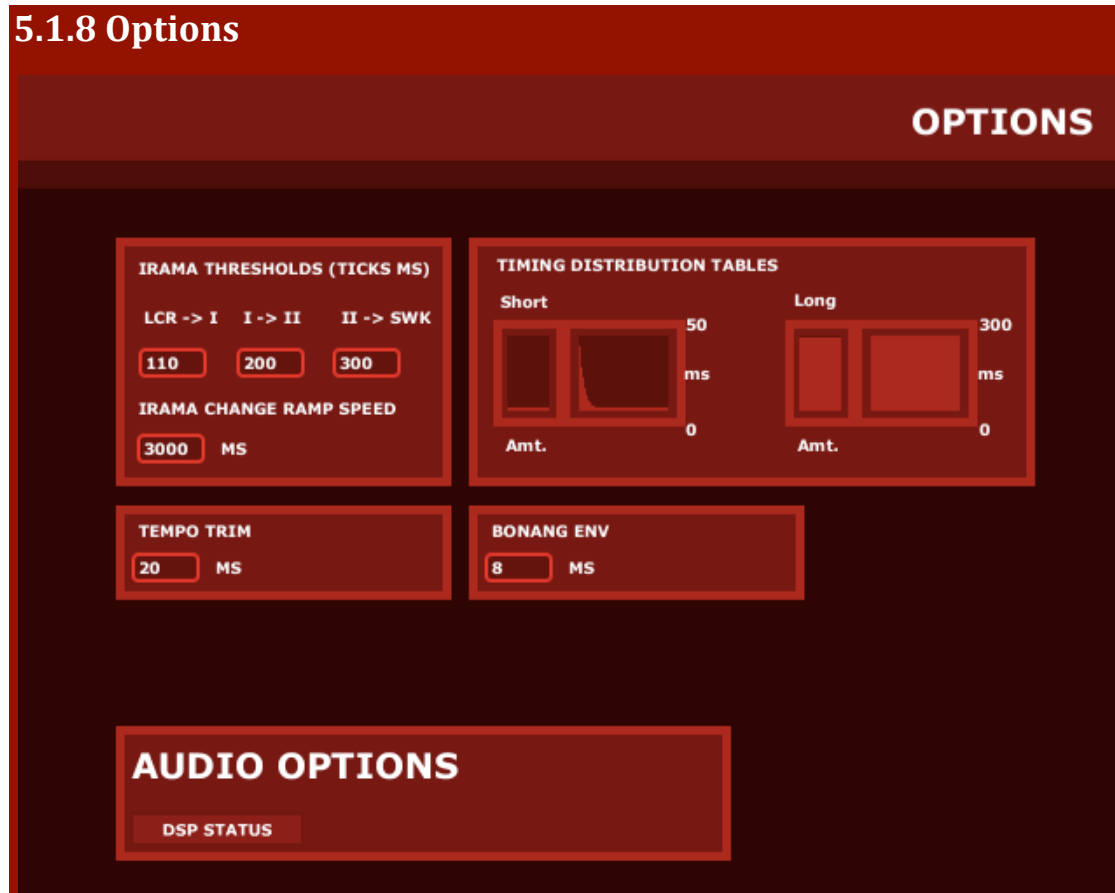 5.1.8 Options
OPTIONS
IRAMA THRESHOLDS (TICKS MS)
LCR -> I I -> II II -> SWK
110 200 300
IRAMA CHANGE RAMP SPEED
3000 MS
TIMING DISTRIBUTION TABLES
Short Long
50 300
ms ms
0 0
Amt. Amt.
TEMPO TRIM
20 MS
BONANG ENV
8 MS
AUDIO OPTIONS
DSP STATUS